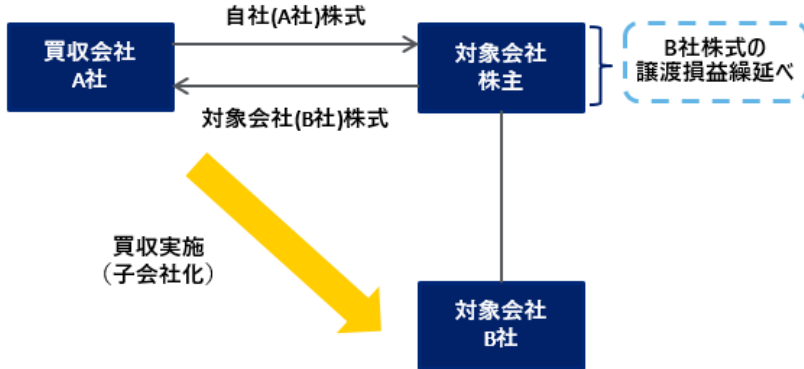 自社(A社)株式
買収会社
A社
対象会社
株主
B社株式の
譲渡損益繰延べ
対象会社(B社)株式
買収実施
（子会社化）
対象会社
B社